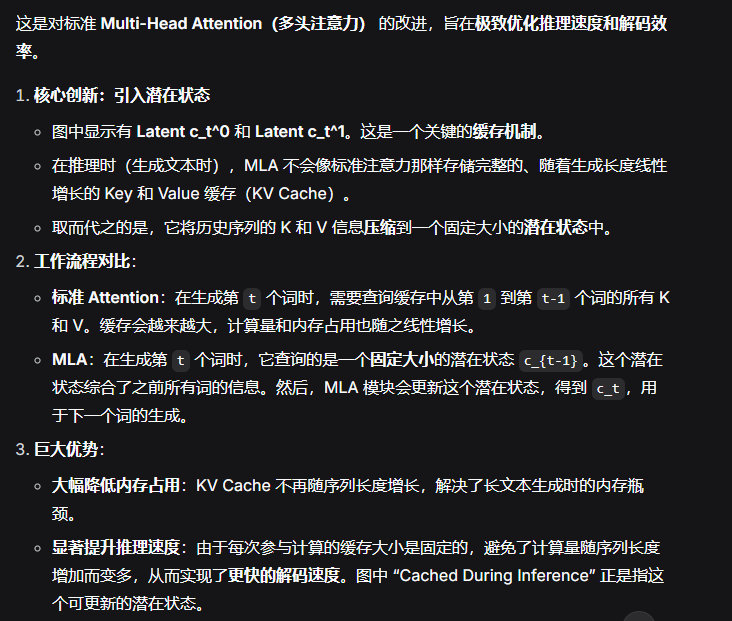 这是对标准 Multi-Head Attention（多头注意力） 的改进，旨在极致优化推理速度和解码效
率。
1. 核心创新：引入潜在状态
图中显示有 Latent c_t^0 和 Latent c_t^1。这是一个关键的缓存机制。
在推理时（生成文本时），MLA 不会像标准注意力那样存储完整的、随着生成长度线性
增长的 Key 和 Value 缓存（KV Cache）。
取而代之的是，它将历史序列的 K 和 V 信息压缩到一个固定大小的潜在状态中。
2. 工作流程对比：
标准 Attention：在生成第 t 个词时，需要查询缓存中从第 1 到第 t-1 个词的所有 K
和 V。缓存会越来越大，计算量和内存占用也随之线性增长。
MLA：在生成第 t 个词时，它查询的是一个固定大小的潜在状态 c_{t-1}。这个潜在
状态综合了之前所有词的信息。然后，MLA 模块会更新这个潜在状态，得到 c_t，用
于下一个词的生成。
3. 巨大优势：
大幅降低内存占用：KV Cache 不再随序列长度增长，解决了长文本生成时的内存瓶
颈。
显著提升推理速度：由于每次参与计算的缓存大小是固定的，避免了计算量随序列长度
增加而变多，从而实现了更快的解码速度。图中 “Cached During Inference” 正是指这
个可更新的潜在状态。